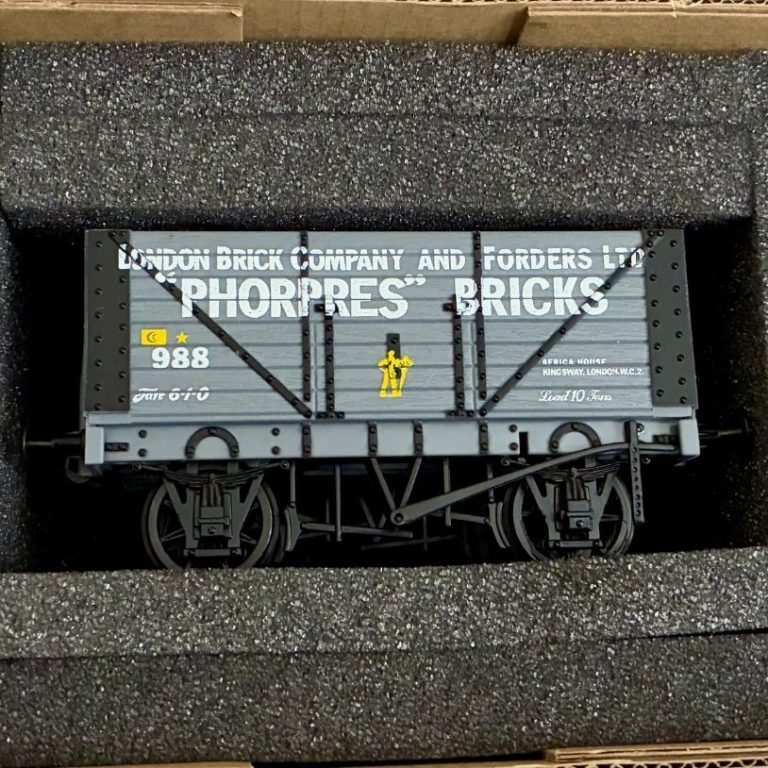 LONDON BRICK COMPANY AND FORDERS LTD
"PHORPRES" BRICKS
988
Tare 6-1-0
AFRICA HOUSE
KINGSWAY, LONDON.W.C.2.
Load 10 Tons